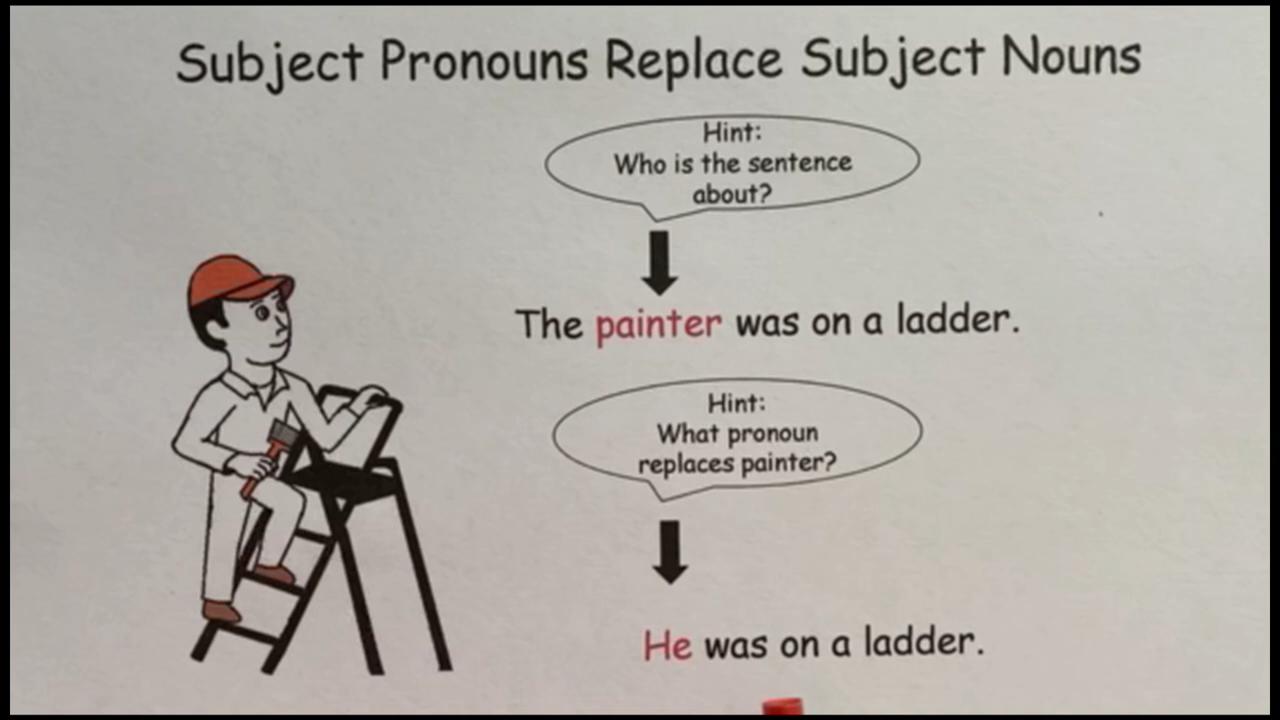 Subject Pronouns Replace Subject Nouns
Hint:
Who is the sentence
about?
The painter was on a ladder.
Hint:
What pronoun
replaces painter?
He was on a ladder.